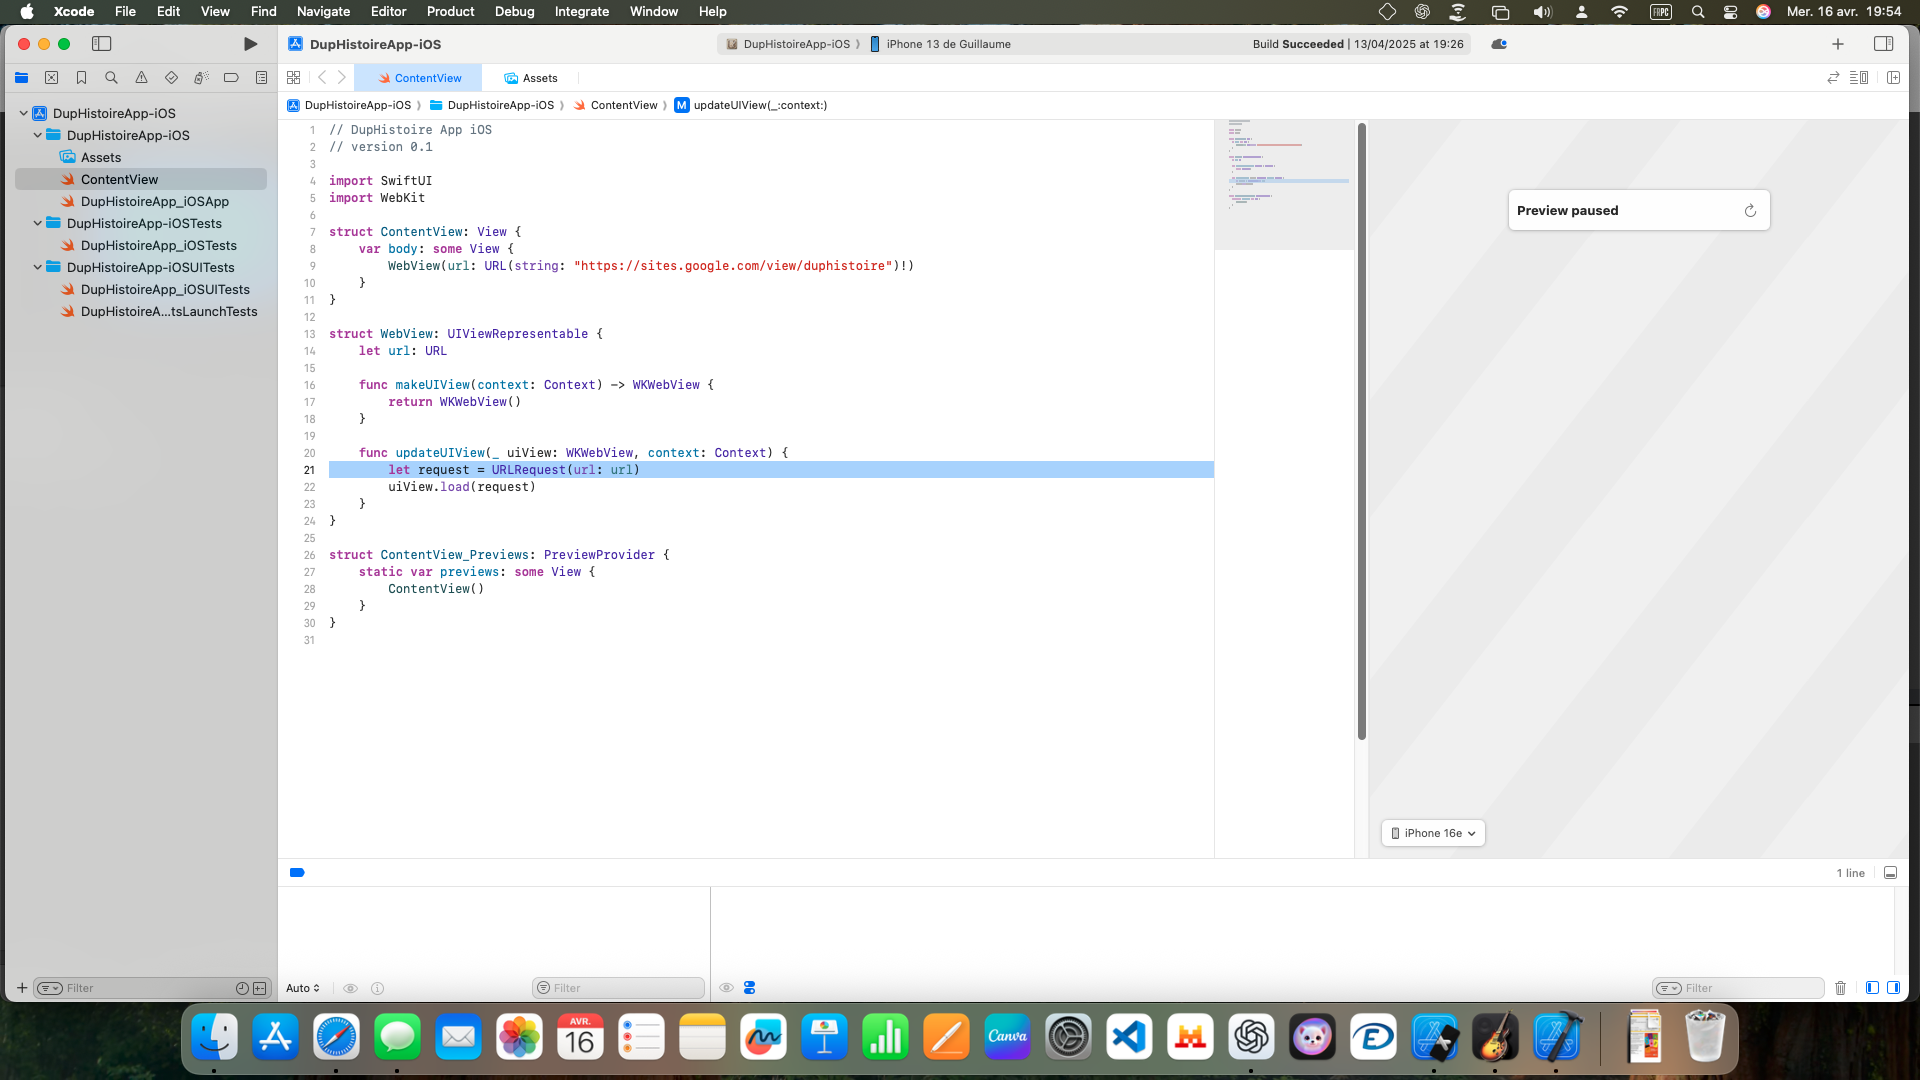 Xcode File Edit View Find Navigate Editor Product Debug Integrate Window Help FRPC Mer. 16 avr. 19:54
DupHistoireApp-iOS DupHistoireApp-iOS 〉 iPhone 13 de Guillaume Build Succeeded | 13/04/2025 at 19:26
ContentView Assets
DupHistoireApp-iOS 〉 DupHistoireApp-iOS 〉 ContentView 〉 M updateUIView(_:context:)
DupHistoireApp-iOS
DupHistoireApp-iOS
Assets
ContentView
DupHistoireApp_iOSApp
DupHistoireApp-iOSTests
DupHistoireApp_iOSTests
DupHistoireApp-iOSUITests
DupHistoireApp_iOSUITests
DupHistoireA...tsLaunchTests
1 // DupHistoire App iOS
2 // version 0.1
3
4 import SwiftUI
5 import WebKit
6
7 struct ContentView: View {
8 var body: some View {
9 WebView(url: URL(string: "https://sites.google.com/view/duphistoire")!)
10 }
11 }
12
13 struct WebView: UIViewRepresentable {
14 let url: URL
15
16 func makeUIView(context: Context) -> WKWebView {
17 return WKWebView()
18 }
19
20 func updateUIView(_ uiView: WKWebView, context: Context) {
21 let request = URLRequest(url: url)
22 uiView.load(request)
23 }
24 }
25
26 struct ContentView_Previews: PreviewProvider {
27 static var previews: some View {
28 ContentView()
29 }
30 }
31
Preview paused
iPhone 16e
1 line
Filter Auto Filter Filter
AVR.
16
Canva